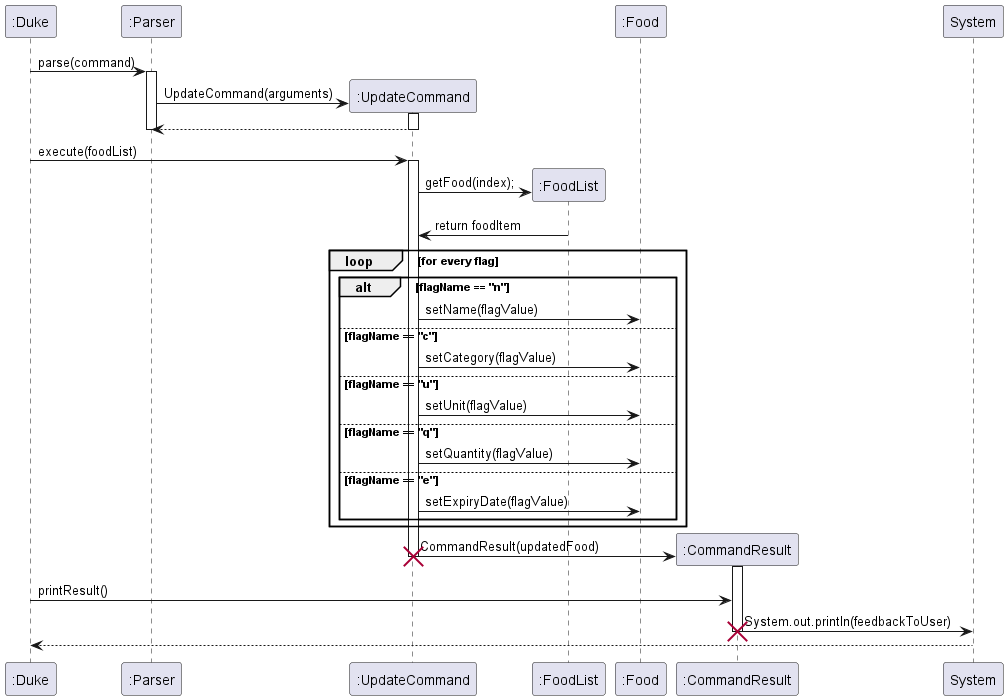 :Duke
:Parser
:Food
System
parse(command)
UpdateCommand(arguments)
:UpdateCommand
execute(foodList)
getFood(index);
:FoodList
return foodItem
loop
[for every flag]
alt
[flagName == "n"]
setName(flagValue)
[flagName == "c"]
setCategory(flagValue)
[flagName == "u"]
setUnit(flagValue)
[flagName == "q"]
setQuantity(flagValue)
[flagName == "e"]
setExpiryDate(flagValue)
CommandResult(updatedFood)
:CommandResult
printResult()
System.out.println(feedbackToUser)
:Duke
:Parser
:UpdateCommand
:FoodList
:Food
:CommandResult
System